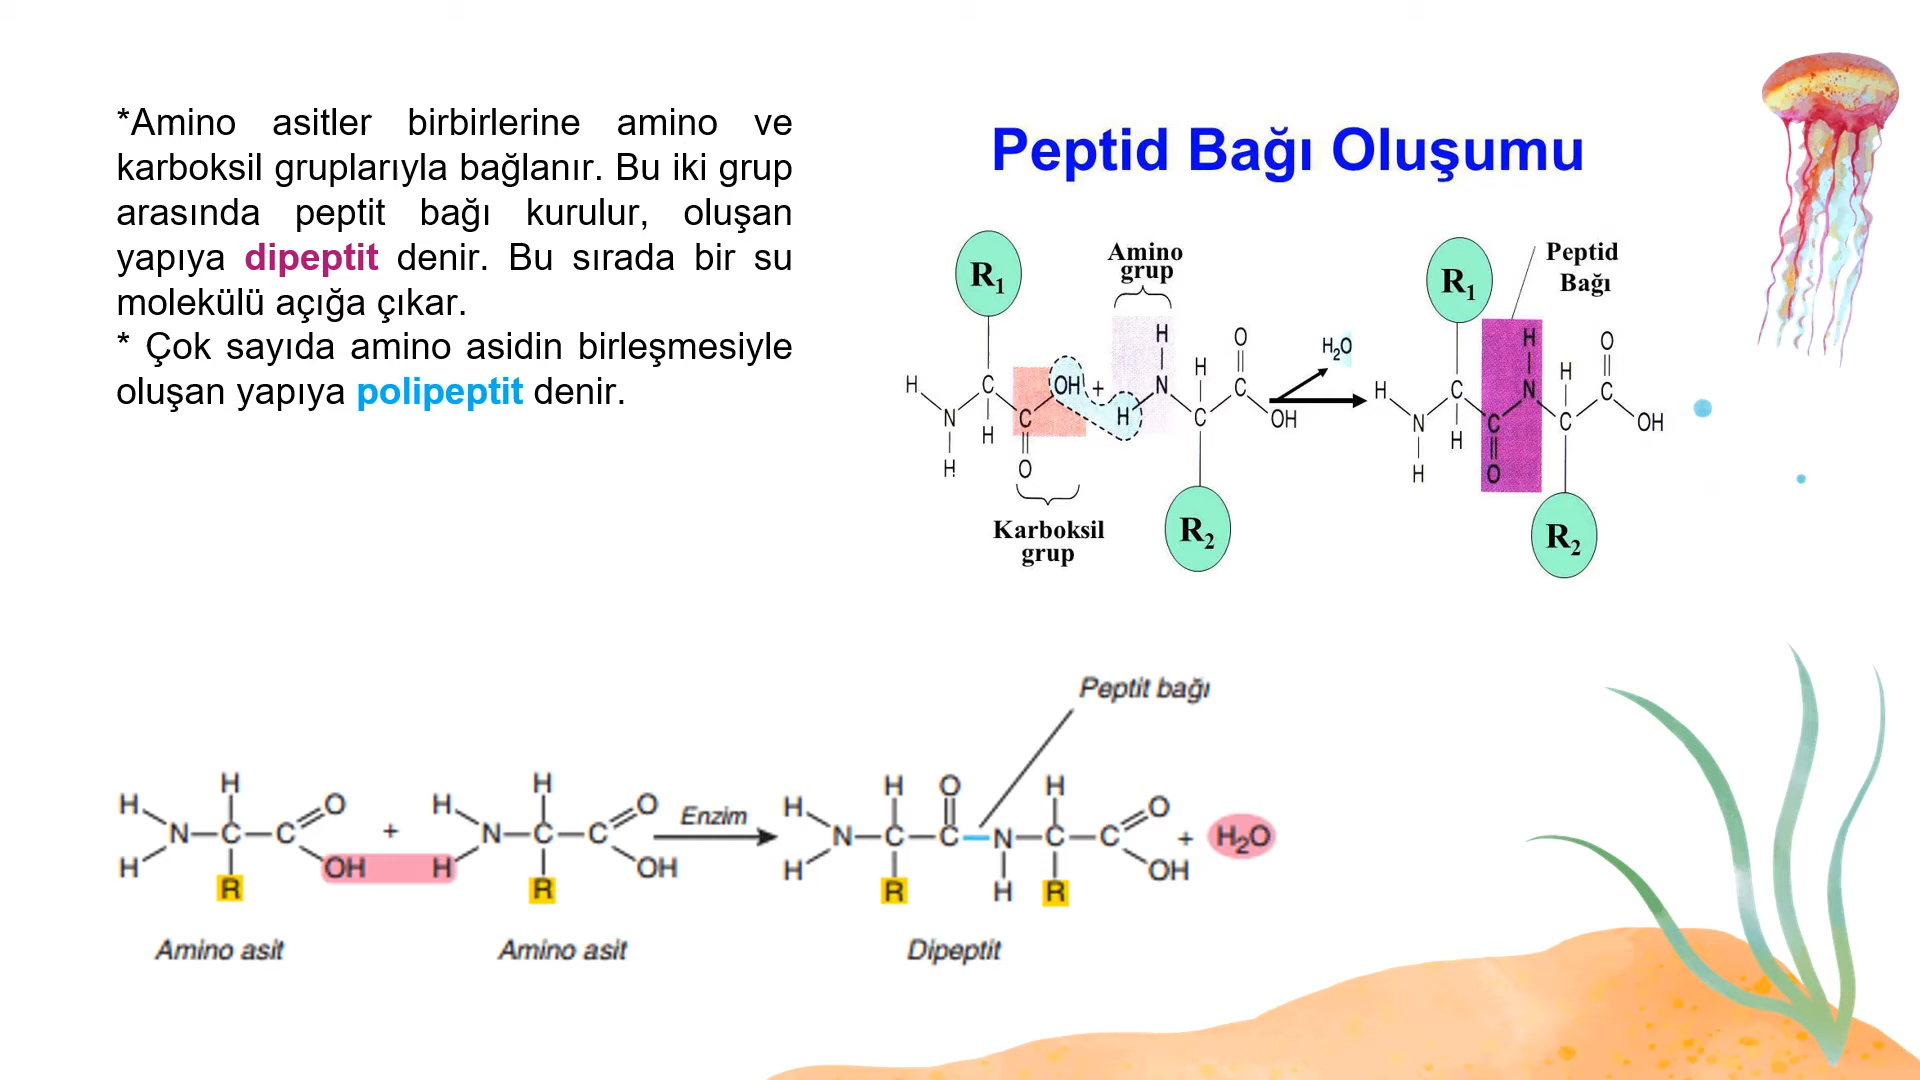 *Amino asitler birbirlerine amino ve
karboksil gruplarıyla bağlanır. Bu iki grup
arasında peptit bağı kurulur, oluşan
yapıya dipeptit denir. Bu sırada bir su
molekülü açığa çıkar.
* Çok sayıda amino asidin birleşmesiyle
oluşan yapıya polipeptit denir.
Peptid Bağı Oluşumu
R₁
Amino
grup
H
N
H
C
H
C
O
OH
+
H
H
N
H
C
C
O
OH
Karboksil
grup
R₂
H₂O
R₁
Peptid
Bağı
H
N
H
C
H
C
O
H
N
H
C
C
O
OH
R₂
Peptit bağı
H
H
N
H
C
R
C
O
OH
+
H
H
N
H
C
R
C
O
OH
Enzim
H
H
N
H
C
R
O
C
N
H
H
C
R
C
O
OH
+
H₂O
Amino asit
Amino asit
Dipeptit